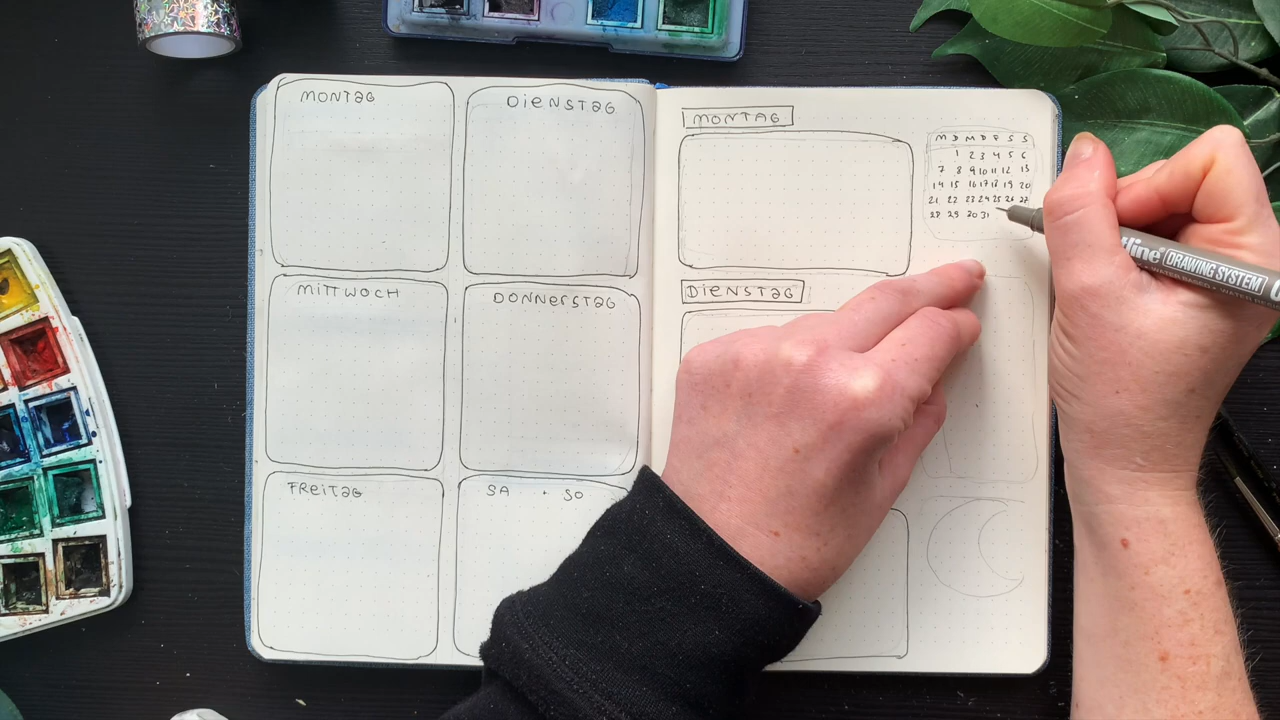 MONTAG
DIENSTAG
MITTWOCH
DONNERSTAG
FREITAG
SA + SO
MONTAG
DIENSTAG
M D M D F S S
1 2 3 4 5 6
7 8 9 10 11 12 13
14 15 16 17 18 19 20
21 22 23 24 25 26 27
28 29 30 31
line DRAWING SYSTEM